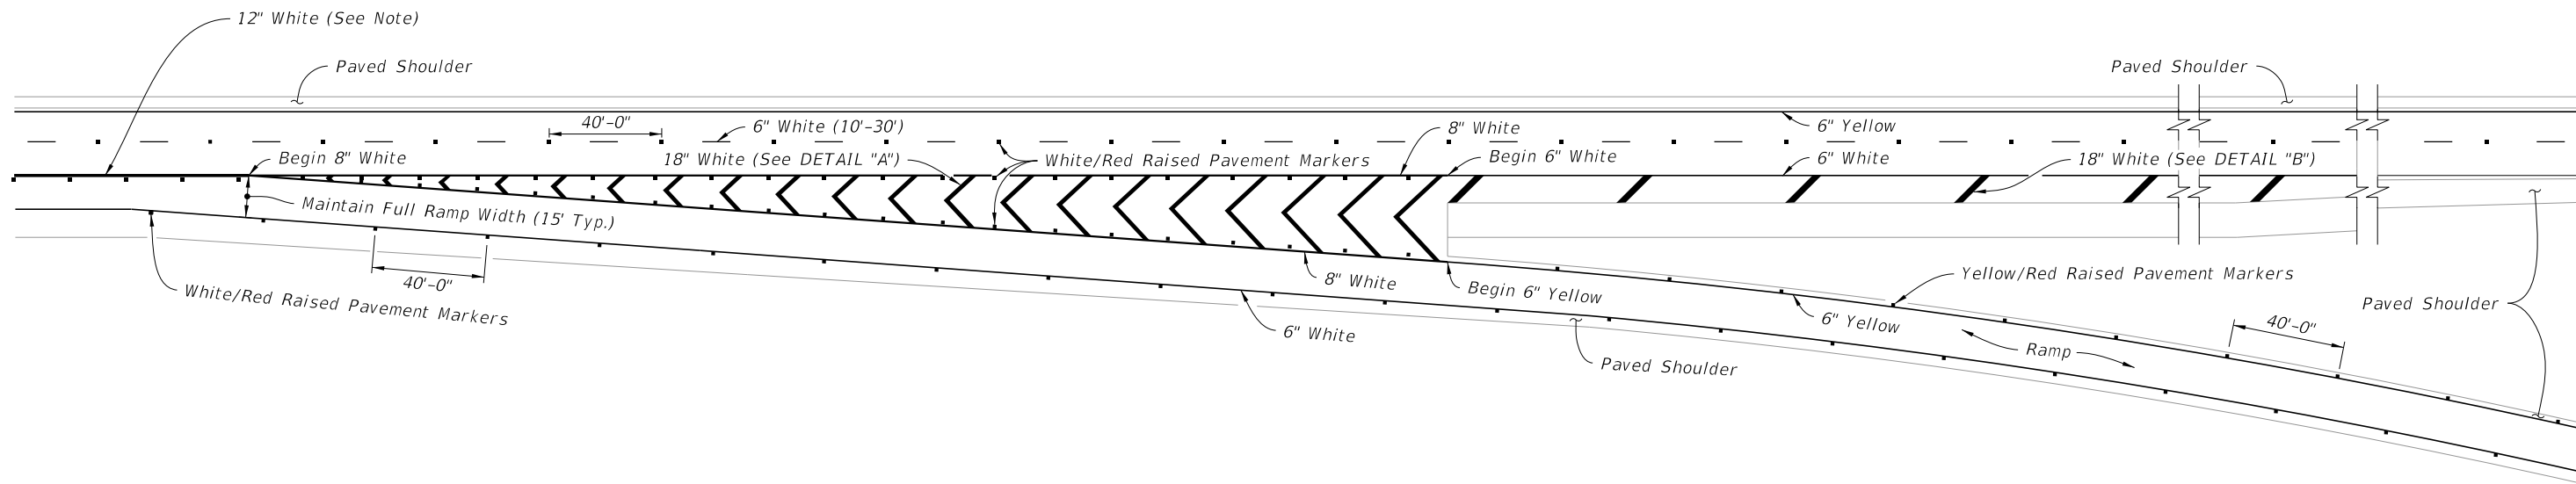 12" White (See Note)
Paved Shoulder
Paved Shoulder
40'-0"
6" White (10'-30')
8" White
6" Yellow
Begin 8" White
18" White (See DETAIL "A")
White/Red Raised Pavement Markers
Begin 6" White
6" White
18" White (See DETAIL "B")
Maintain Full Ramp Width (15' Typ.)
40'-0"
White/Red Raised Pavement Markers
8" White
Begin 6" Yellow
Yellow/Red Raised Pavement Markers
Paved Shoulder
6" White
6" Yellow
40'-0"
Ramp
Paved Shoulder